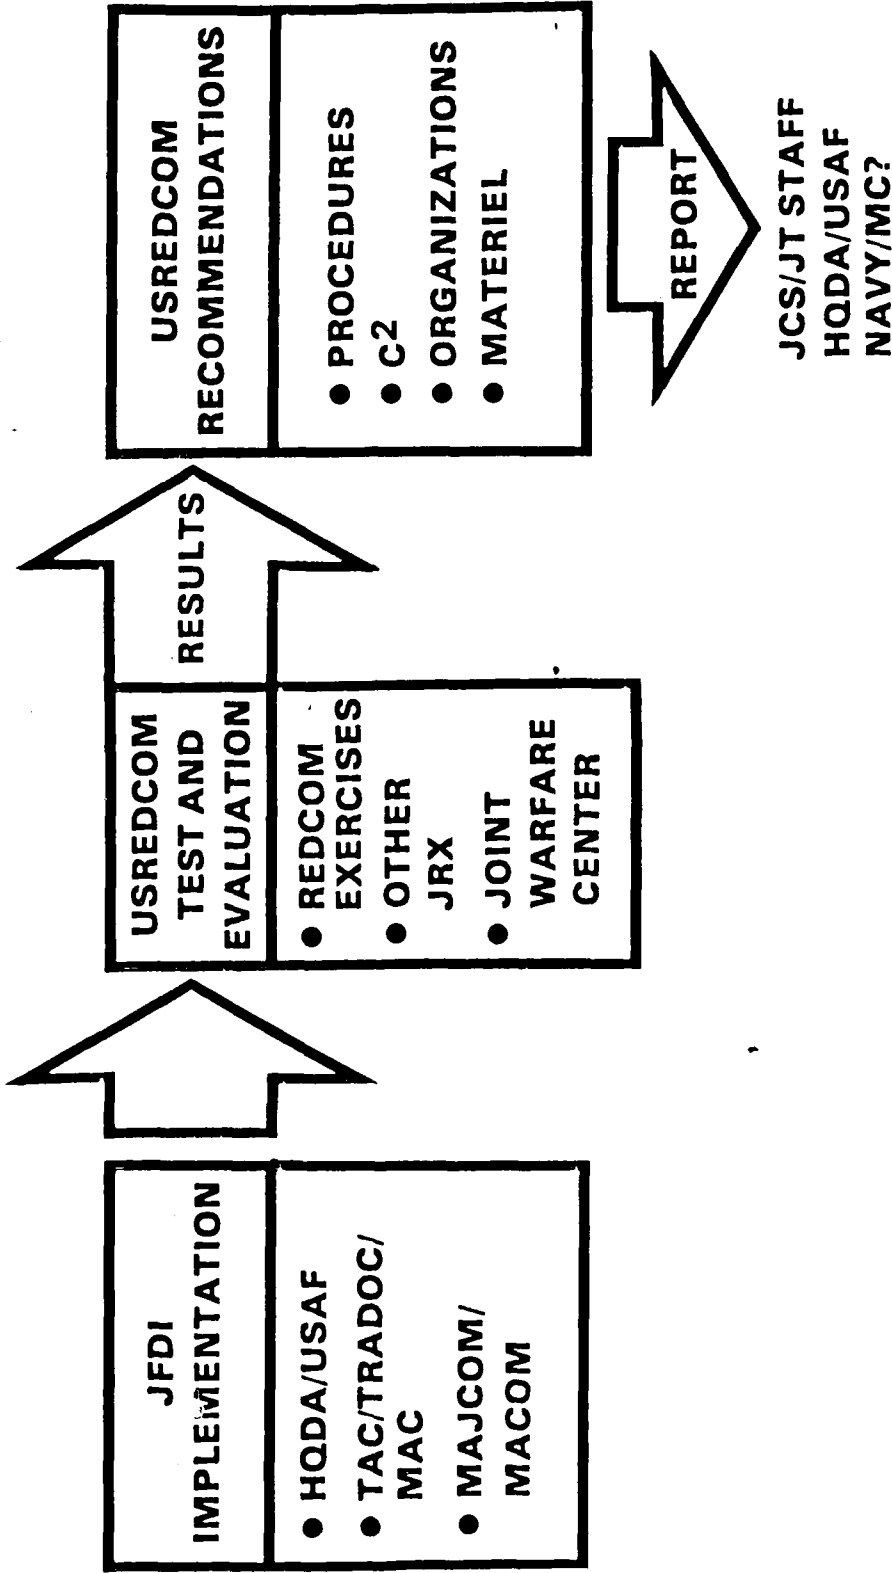 JFDI
IMPLEMENTATION
● HQDA/USAF
● TAC/TRADOC/
MAC
● MAJCOM/
MACOM
USREDCOM
TEST AND
EVALUATION
● REDCOM
EXERCISES
● OTHER
JRX
● JOINT
WARFARE
CENTER
RESULTS
USREDCOM
RECOMMENDATIONS
● PROCEDURES
● C²
● ORGANIZATIONS
● MATERIEL
REPORT
JCS/JT STAFF
HQDA/USAF
NAVY/MC?